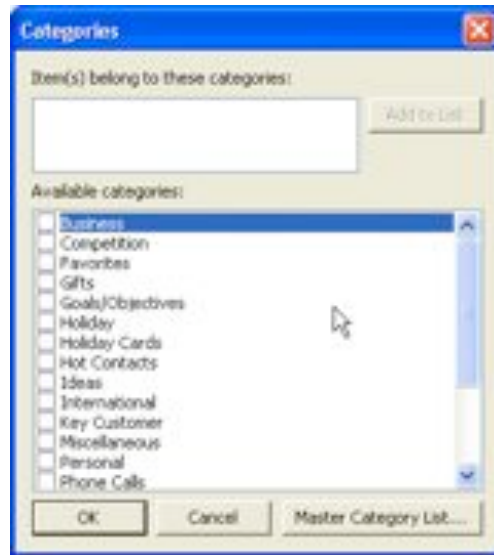 Categories
Item(s) belong to these categories:
Add to List
Available categories:
Business
Competition
Favorites
Gifts
Goals/Objectives
Holiday
Holiday Cards
Hot Contacts
Ideas
International
Key Customer
Miscellaneous
Personal
Phone Calls
OK Cancel Master Category List....